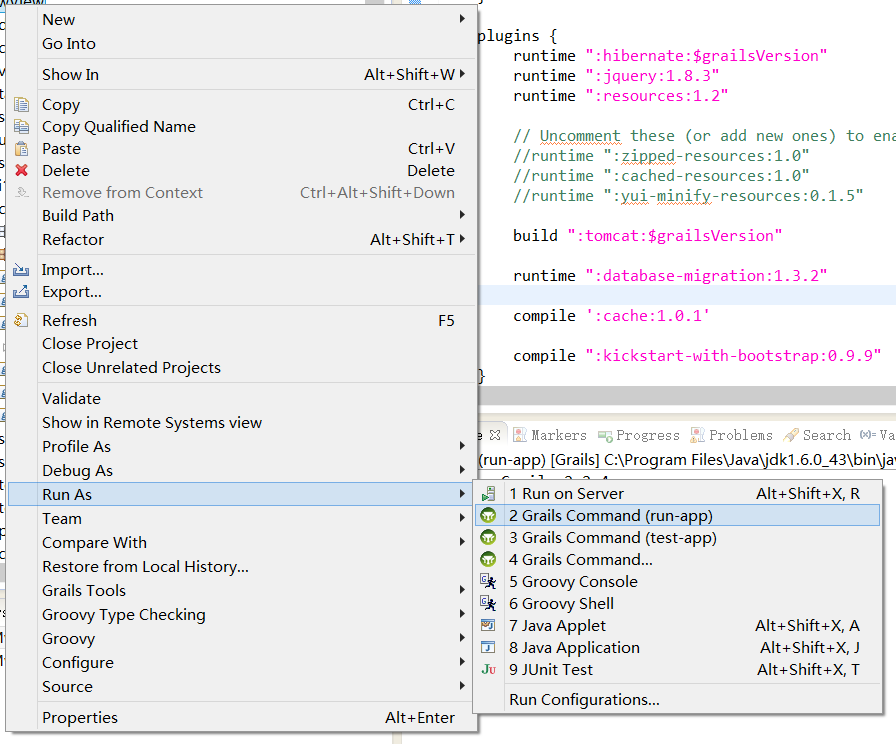 New
Go Into
Show In Alt+Shift+W
Copy Ctrl+C
Copy Qualified Name
Paste Ctrl+V
Delete Delete
Remove from Context Ctrl+Alt+Shift+Down
Build Path
Refactor Alt+Shift+T
Import...
Export...
Refresh F5
Close Project
Close Unrelated Projects
Validate
Show in Remote Systems view
Profile As
Debug As
Run As
Team
Compare With
Restore from Local History...
Grails Tools
Groovy Type Checking
Groovy
Configure
Source
Properties Alt+Enter
plugins {
runtime ":hibernate:$grailsVersion"
runtime ":jquery:1.8.3"
runtime ":resources:1.2"
// Uncomment these (or add new ones) to ena
//runtime ":zipped-resources:1.0"
//runtime ":cached-resources:1.0"
//runtime ":yui-minify-resources:0.1.5"
build ":tomcat:$grailsVersion"
runtime ":database-migration:1.3.2"
compile ':cache:1.0.1'
compile ":kickstart-with-bootstrap:0.9.9"
}
Markers Progress Problems Search Va
(run-app) [Grails] C:\Program Files\Java\jdk1.6.0_43\bin\jav
1 Run on Server Alt+Shift+X, R
2 Grails Command (run-app)
3 Grails Command (test-app)
4 Grails Command...
5 Groovy Console
6 Groovy Shell
7 Java Applet Alt+Shift+X, A
8 Java Application Alt+Shift+X, J
9 JUnit Test Alt+Shift+X, T
Run Configurations...